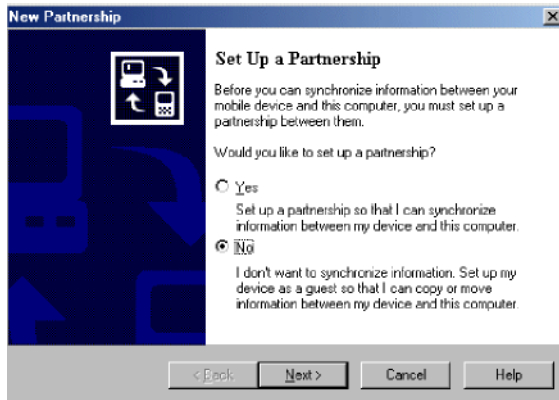 New Partnership
Set Up a Partnership
Before you can synchronize information between your
mobile device and this computer, you must set up a
partnership between them.
Would you like to set up a partnership?
Yes
Set up a partnership so that I can synchronize
information between my device and this computer.
No
I don't want to synchronize information. Set up my
device as a guest so that I can copy or move
information between my device and this computer.
< Back Next > Cancel Help